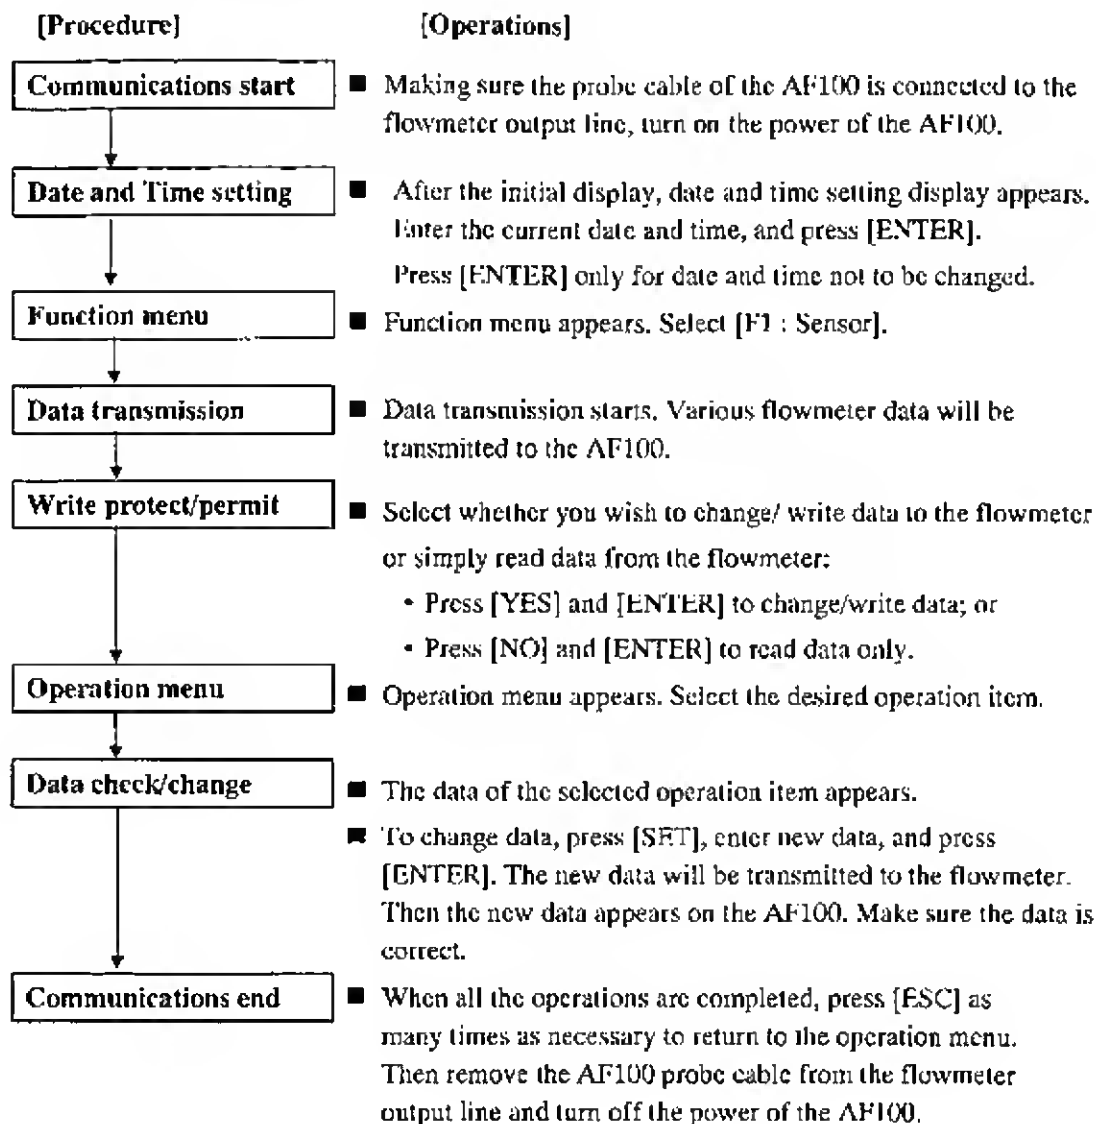 [Procedure] [Operations]
Communications start
■ Making sure the probe cable of the AF100 is connected to the
flowmeter output line, turn on the power of the AF100.
Date and Time setting
■ After the initial display, date and time setting display appears.
Enter the current date and time, and press [ENTER].
Press [ENTER] only for date and time not to be changed.
Function menu
■ Function menu appears. Select [F1 : Sensor].
Data transmission
■ Data transmission starts. Various flowmeter data will be
transmitted to the AF100.
Write protect/permit
■ Select whether you wish to change/ write data to the flowmeter
or simply read data from the flowmeter:
• Press [YES] and [ENTER] to change/write data; or
• Press [NO] and [ENTER] to read data only.
Operation menu
■ Operation menu appears. Select the desired operation item.
Data check/change
■ The data of the selected operation item appears.
■ To change data, press [SET], enter new data, and press
[ENTER]. The new data will be transmitted to the flowmeter.
Then the new data appears on the AF100. Make sure the data is
correct.
Communications end
■ When all the operations are completed, press [ESC] as
many times as necessary to return to the operation menu.
Then remove the AF100 probe cable from the flowmeter
output line and turn off the power of the AF100.